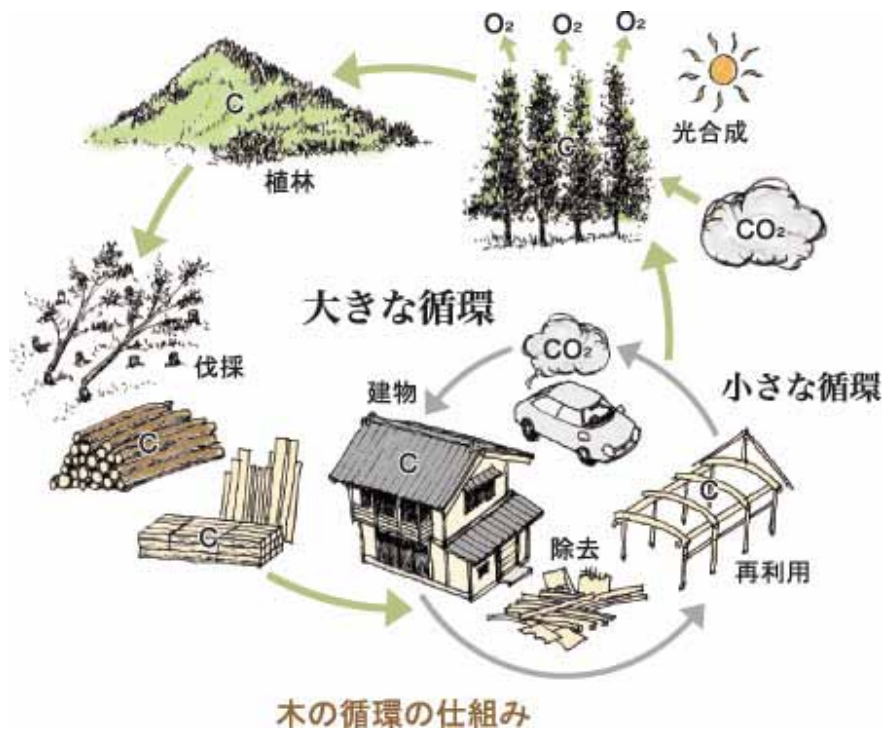 O₂ O₂ O₂
C
C
光合成
植林
CO₂
大きな循環
伐採
CO₂
建物
小さな循環
C
C
C
C
除去
再利用
木の循環の仕組み